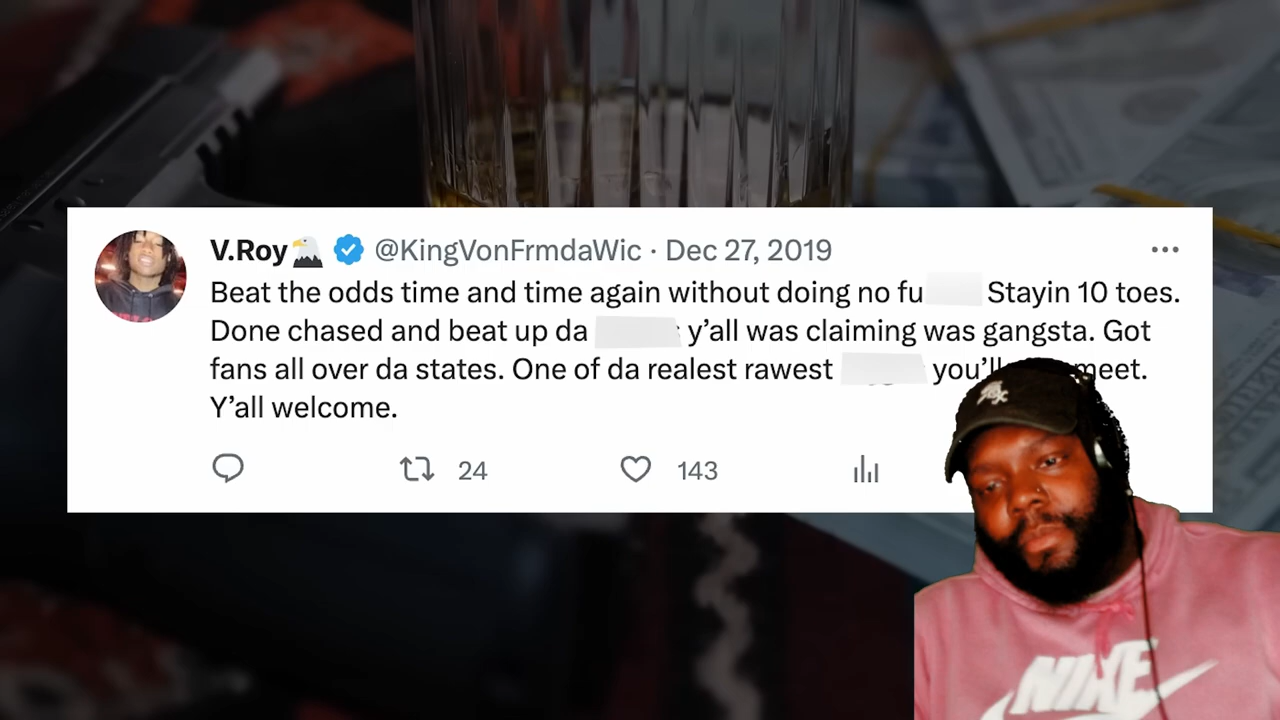 V.Roy🦅 @KingVonFrmdaWic · Dec 27, 2019
Beat the odds time and time again without doing no fu Stayin 10 toes.
Done chased and beat up da y'all was claiming was gangsta. Got
fans all over da states. One of da realest rawest you'll meet.
Y'all welcome.
24 143
NIKE